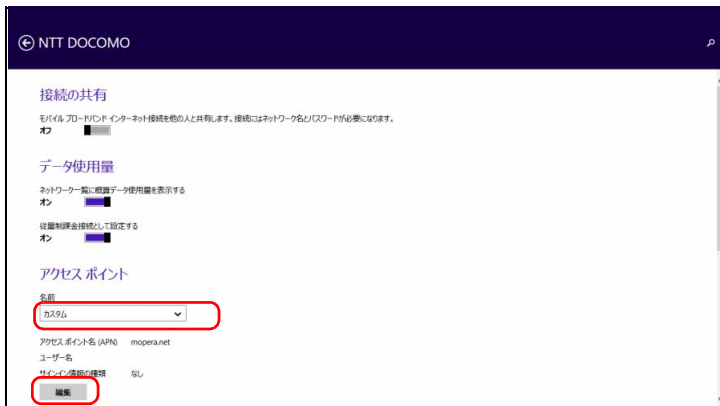 NTT DOCOMO
接続の共有
モバイル ブロードバンド インターネット接続を他の人と共有します。接続にはネットワーク名とパスワードが必要になります。
オフ
データ使用量
ネットワーク一覧に概算データ使用量を表示する
オン
従量制課金接続として設定する
オン
アクセス ポイント
名前
カスタム
アクセス ポイント名 (APN) mopera.net
ユーザー名
サインイン情報の種類 なし
編集